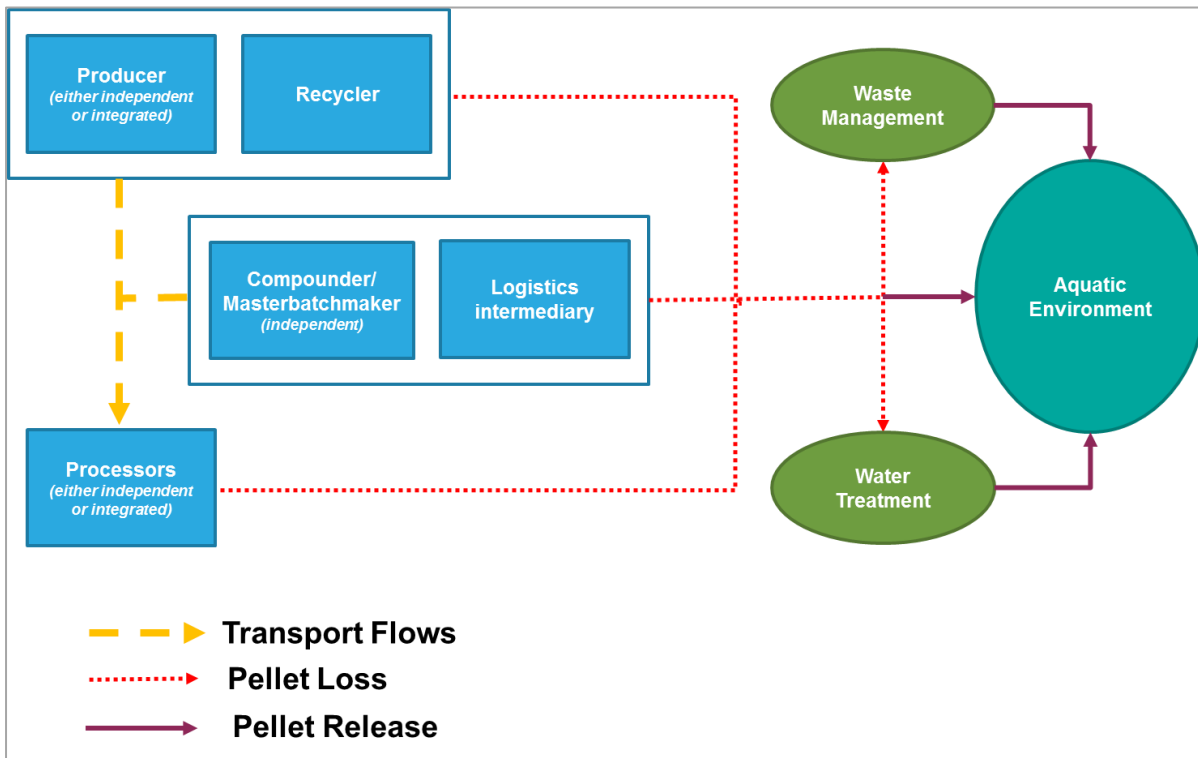 Producer
(either independent
or integrated)
Recycler
Waste
Management
Compounder/
Masterbatchmaker
(independent)
Logistics
intermediary
Aquatic
Environment
Processors
(either independent
or integrated)
Water
Treatment
Transport Flows
Pellet Loss
Pellet Release